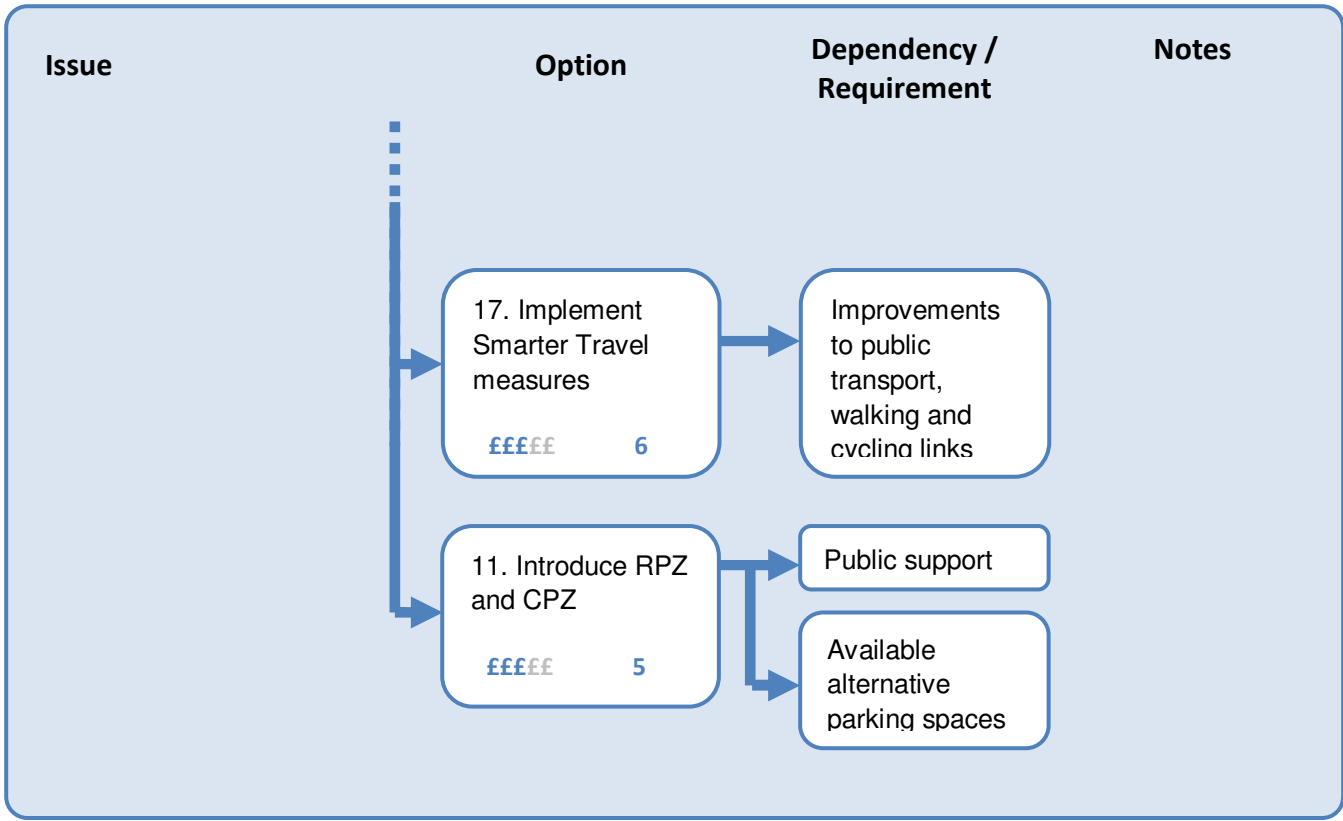 Issue
Option
Dependency /
Requirement
Notes
17. Implement
Smarter Travel
measures
£££££ 6
Improvements
to public
transport,
walking and
cycling links
11. Introduce RPZ
and CPZ
£££££ 5
Public support
Available
alternative
parking spaces